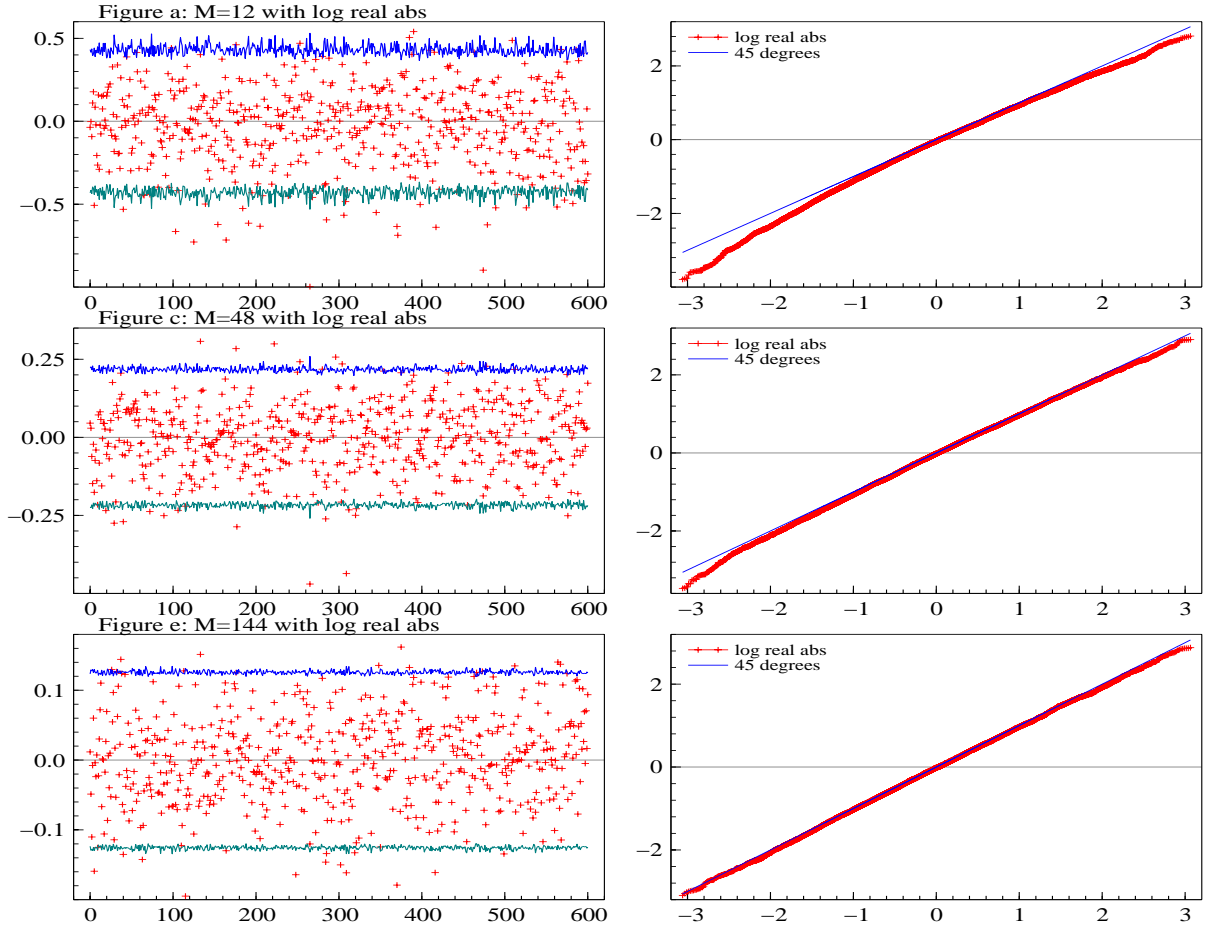 Figure a: M=12 with log real abs
0.5
0.0
−0.5
0 100 200 300 400 500 600
log real abs
45 degrees
2
0
−2
−3 −2 −1 0 1 2 3
Figure c: M=48 with log real abs
0.25
0.00
−0.25
0 100 200 300 400 500 600
log real abs
45 degrees
2
0
−2
−3 −2 −1 0 1 2 3
Figure e: M=144 with log real abs
0.1
0.0
−0.1
0 100 200 300 400 500 600
log real abs
45 degrees
2
0
−2
−3 −2 −1 0 1 2 3